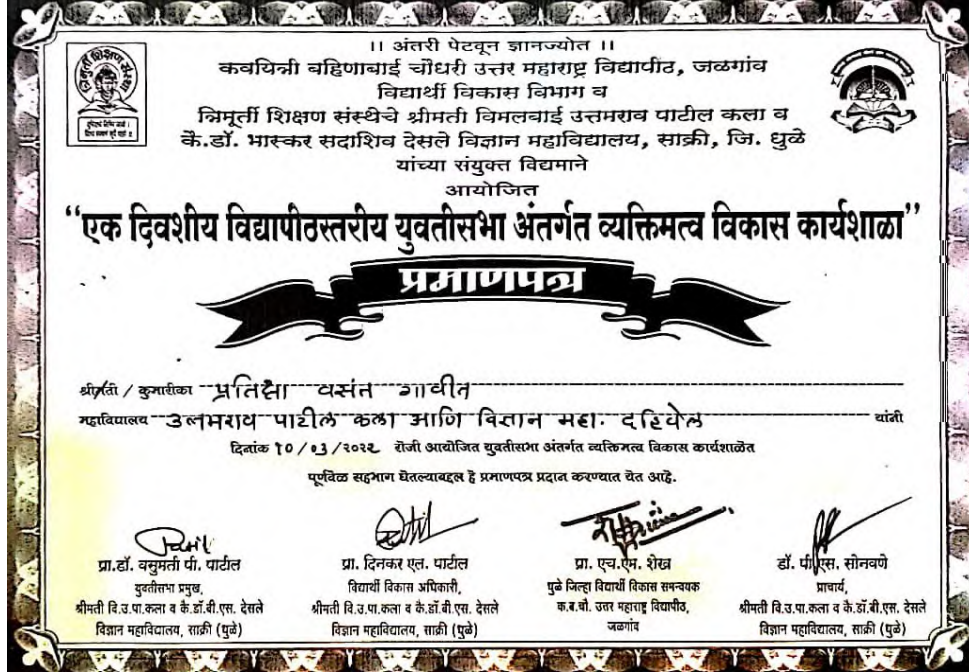 ।। अंतरी पेटवून ज्ञानज्योत ।।
कवयित्री बहिणाबाई चौधरी उत्तर महाराष्ट्र विद्यापीठ, जळगांव
विद्यार्थी विकास विभाग व
त्रिमूर्ती शिक्षण संस्थेचे श्रीमती विमलबाई उत्तमराव पाटील कला व
कै.डॉ. भास्कर सदाशिव देसले विज्ञान महाविद्यालय, साक्री, जि. धुळे
यांच्या संयुक्त विद्यमाने
आयोजित
“एक दिवशीय विद्यापीठस्तरीय युवतीसभा अंतर्गत व्यक्तिमत्व विकास कार्यशाळा”
प्रमाणपत्र
श्रीमती / कुमारीका प्रतिक्षा वसंत गावीत
महाविद्यालय उत्तमराव पाटील कला आणि विज्ञान महा. दहिवेल यांनी
दिनांक १०/०३/२०२२ रोजी आयोजित युवतीसभा अंतर्गत व्यक्तिमत्व विकास कार्यशाळेत
पूर्णवेळ सहभाग घेतल्याबद्दल हे प्रमाणपत्र प्रदान करण्यात येत आहे.
प्रा.डॉ. वसुमती पी. पाटील
युवतीसभा प्रमुख,
श्रीमती वि.उ.पा.कला व कै.डॉ.बी.एस. देसले
विज्ञान महाविद्यालय, साक्री (धुळे)
प्रा. दिनकर एल. पाटील
विद्यार्थी विकास अधिकारी,
श्रीमती वि.उ.पा.कला व कै.डॉ.बी.एस. देसले
विज्ञान महाविद्यालय, साक्री (धुळे)
प्रा. एच.एम. शेख
धुळे जिल्हा विद्यार्थी विकास समन्वयक
क.ब.चौ. उत्तर महाराष्ट्र विद्यापीठ,
जळगांव
डॉ. पी.एस. सोनवणे
प्राचार्य,
श्रीमती वि.उ.पा.कला व कै.डॉ.बी.एस. देसले
विज्ञान महाविद्यालय, साक्री (धुळे)